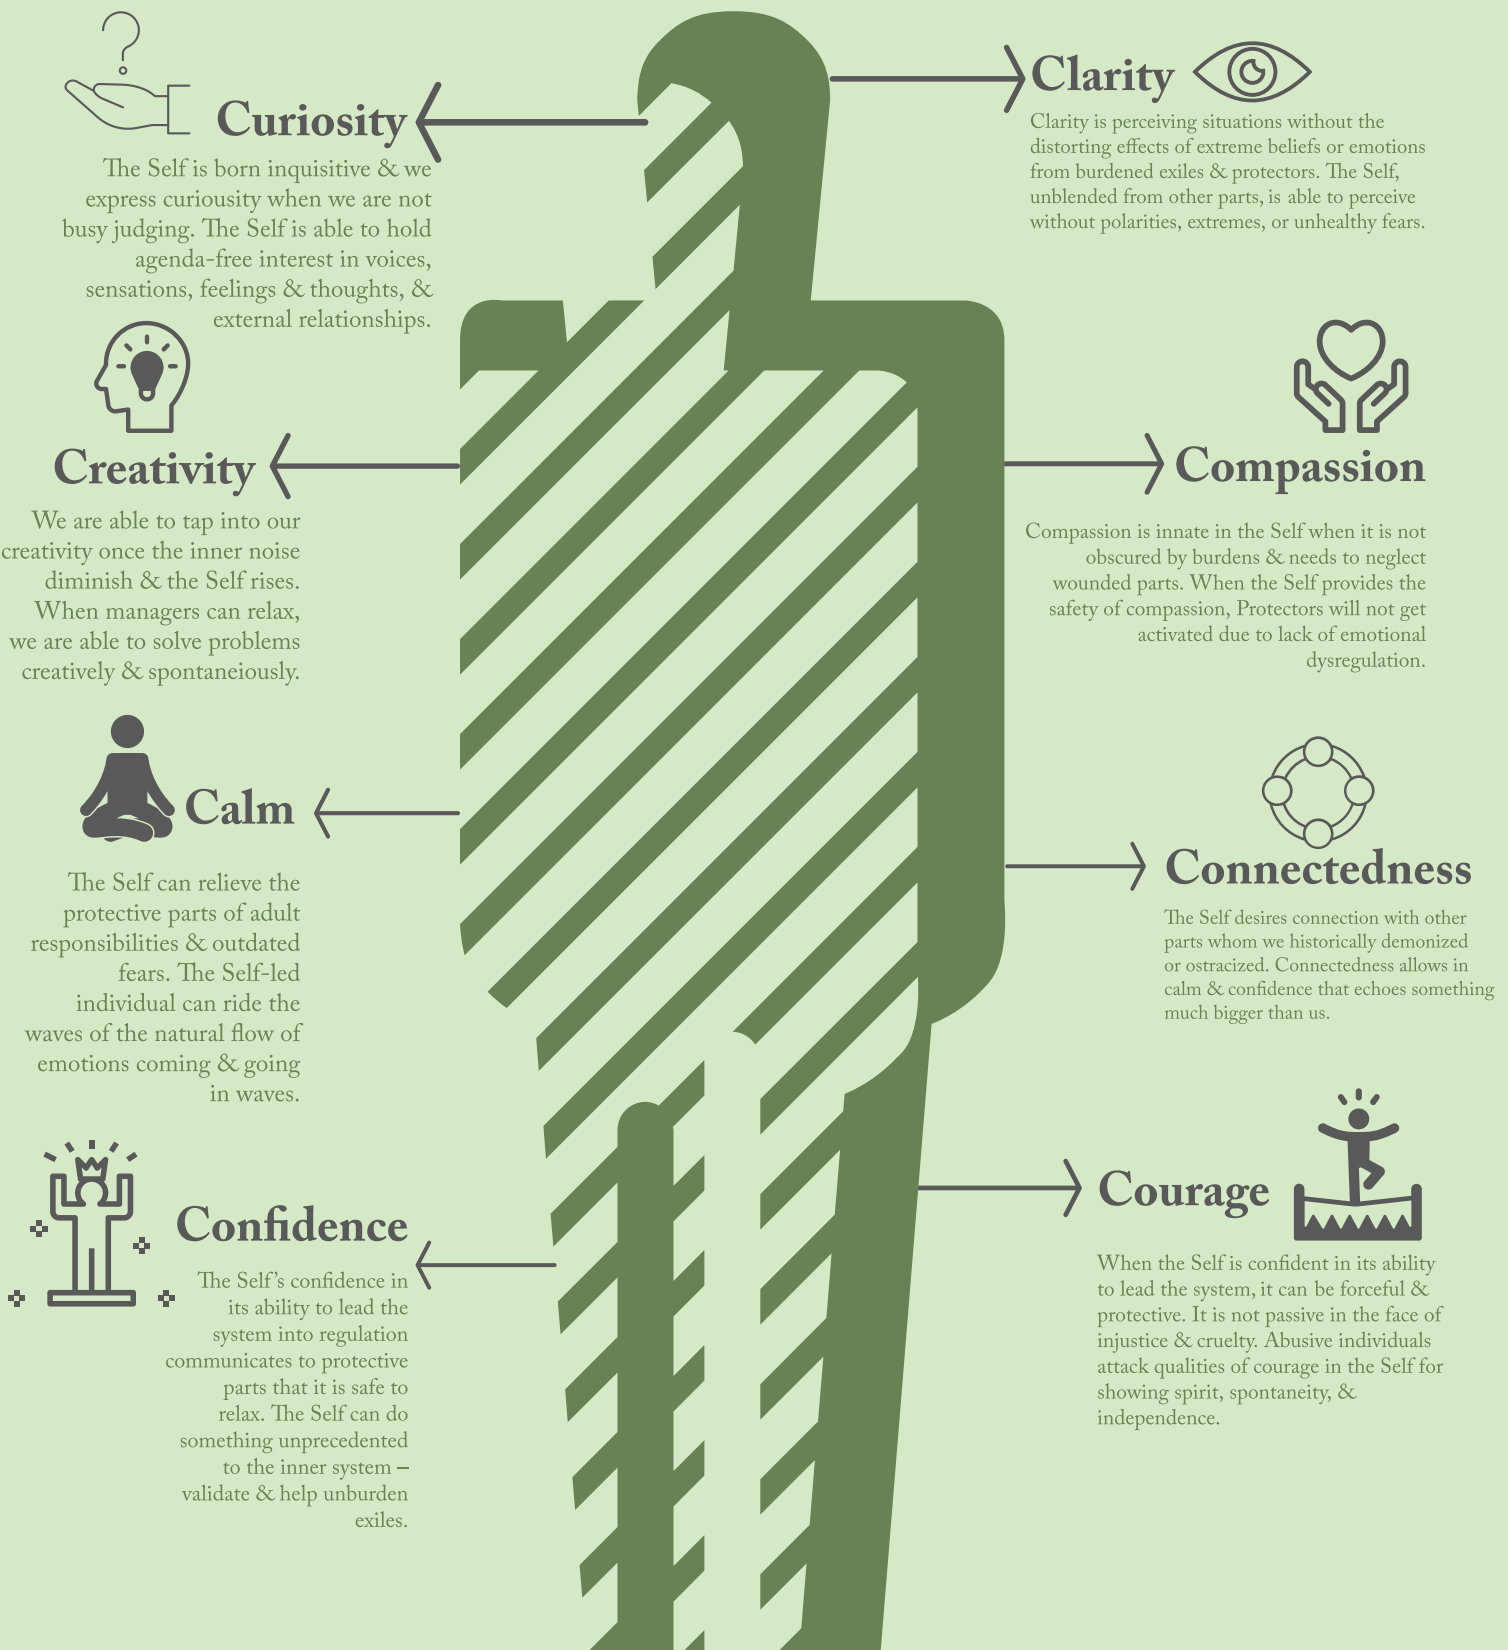 ?
Curiosity
The Self is born inquisitive & we
express curiousity when we are not
busy judging. The Self is able to hold
agenda-free interest in voices,
sensations, feelings & thoughts, &
external relationships.
Clarity
Clarity is perceiving situations without the
distorting effects of extreme beliefs or emotions
from burdened exiles & protectors. The Self,
unblended from other parts, is able to perceive
without polarities, extremes, or unhealthy fears.
Creativity
We are able to tap into our
creativity once the inner noise
diminish & the Self rises.
When managers can relax,
we are able to solve problems
creatively & spontaneiously.
Compassion
Compassion is innate in the Self when it is not
obscured by burdens & needs to neglect
wounded parts. When the Self provides the
safety of compassion, Protectors will not get
activated due to lack of emotional
dysregulation.
Calm
The Self can relieve the
protective parts of adult
responsibilities & outdated
fears. The Self-led
individual can ride the
waves of the natural flow of
emotions coming & going
in waves.
Connectedness
The Self desires connection with other
parts whom we historically demonized
or ostracized. Connectedness allows in
calm & confidence that echoes something
much bigger than us.
Confidence
The Self's confidence in
its ability to lead the
system into regulation
communicates to protective
parts that it is safe to
relax. The Self can do
something unprecedented
to the inner system –
validate & help unburden
exiles.
Courage
When the Self is confident in its ability
to lead the system, it can be forceful &
protective. It is not passive in the face of
injustice & cruelty. Abusive individuals
attack qualities of courage in the Self for
showing spirit, spontaneity, &
independence.